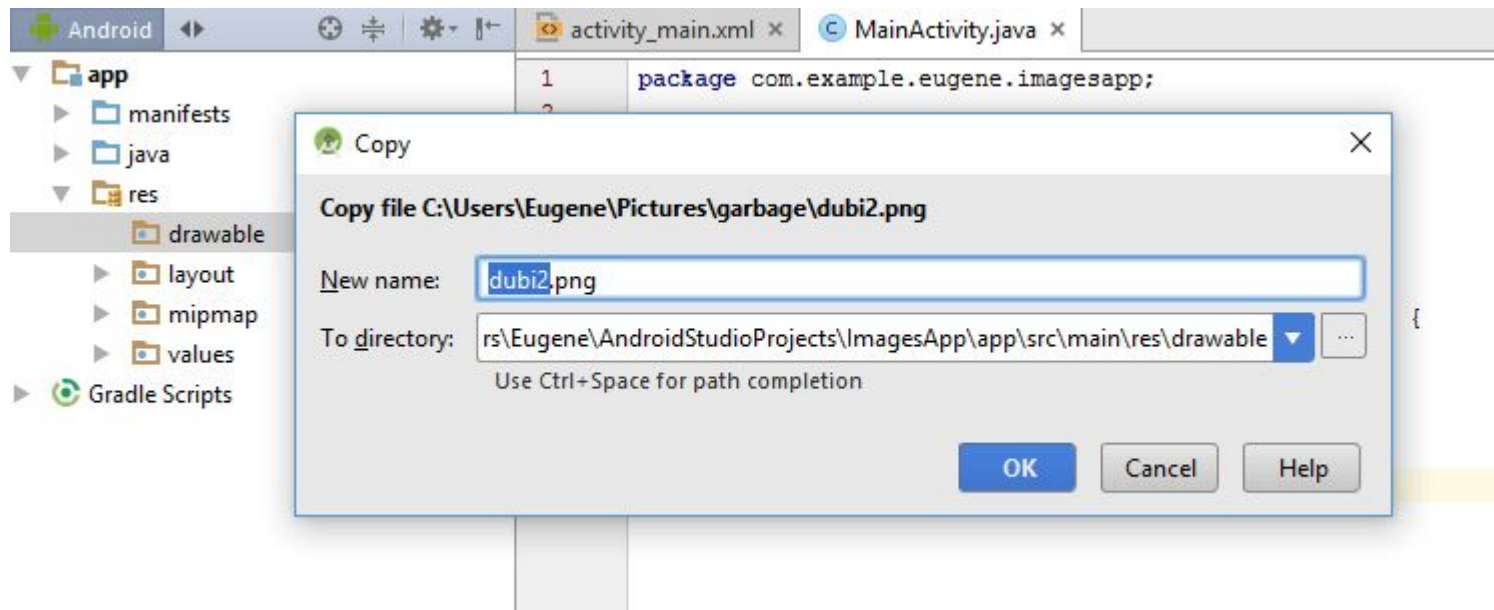 Android
activity_main.xml
MainActivity.java
app
manifests
java
res
drawable
layout
mipmap
values
Gradle Scripts
1
package com.example.eugene.imagesapp;
Copy
Copy file C:\Users\Eugene\Pictures\garbage\dubi2.png
New name:
dubi2.png
To directory:
rs\Eugene\AndroidStudioProjects\ImagesApp\app\src\main\res\drawable
...
Use Ctrl+Space for path completion
OK
Cancel
Help
{